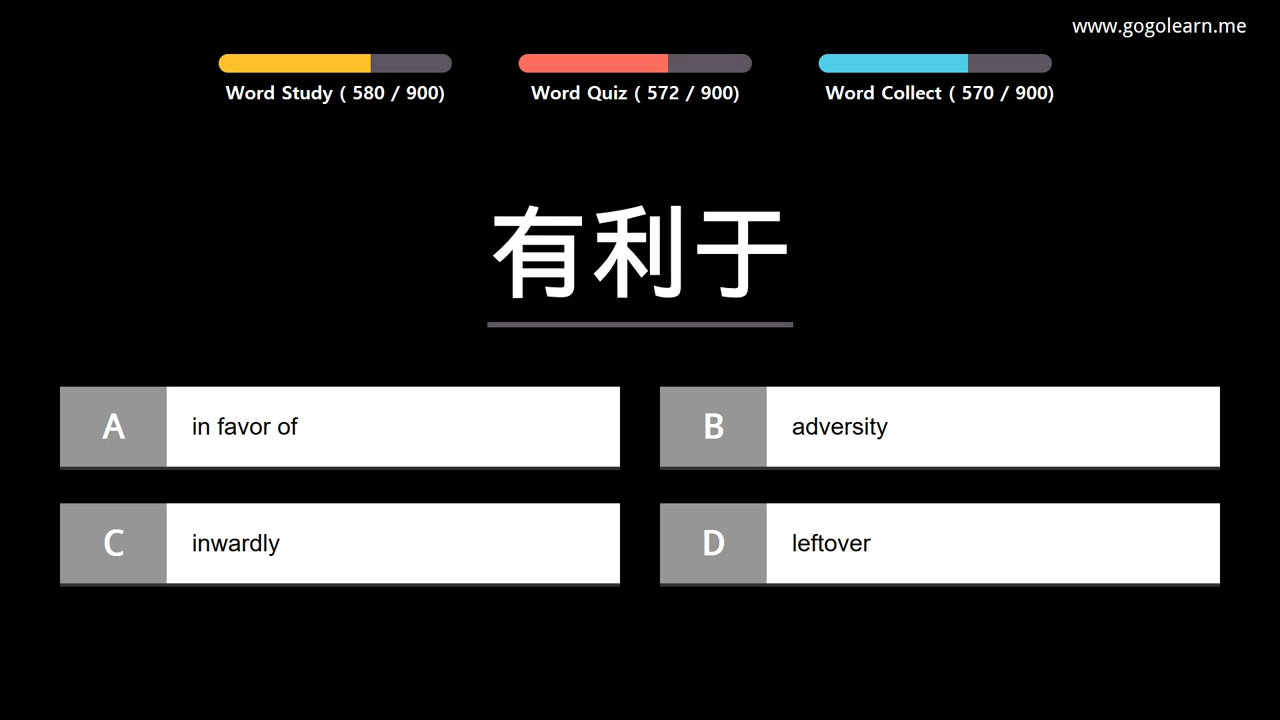 www.gogolearn.me
Word Study ( 580 / 900)
Word Quiz ( 572 / 900)
Word Collect ( 570 / 900)
有利于
A in favor of
B adversity
C inwardly
D leftover